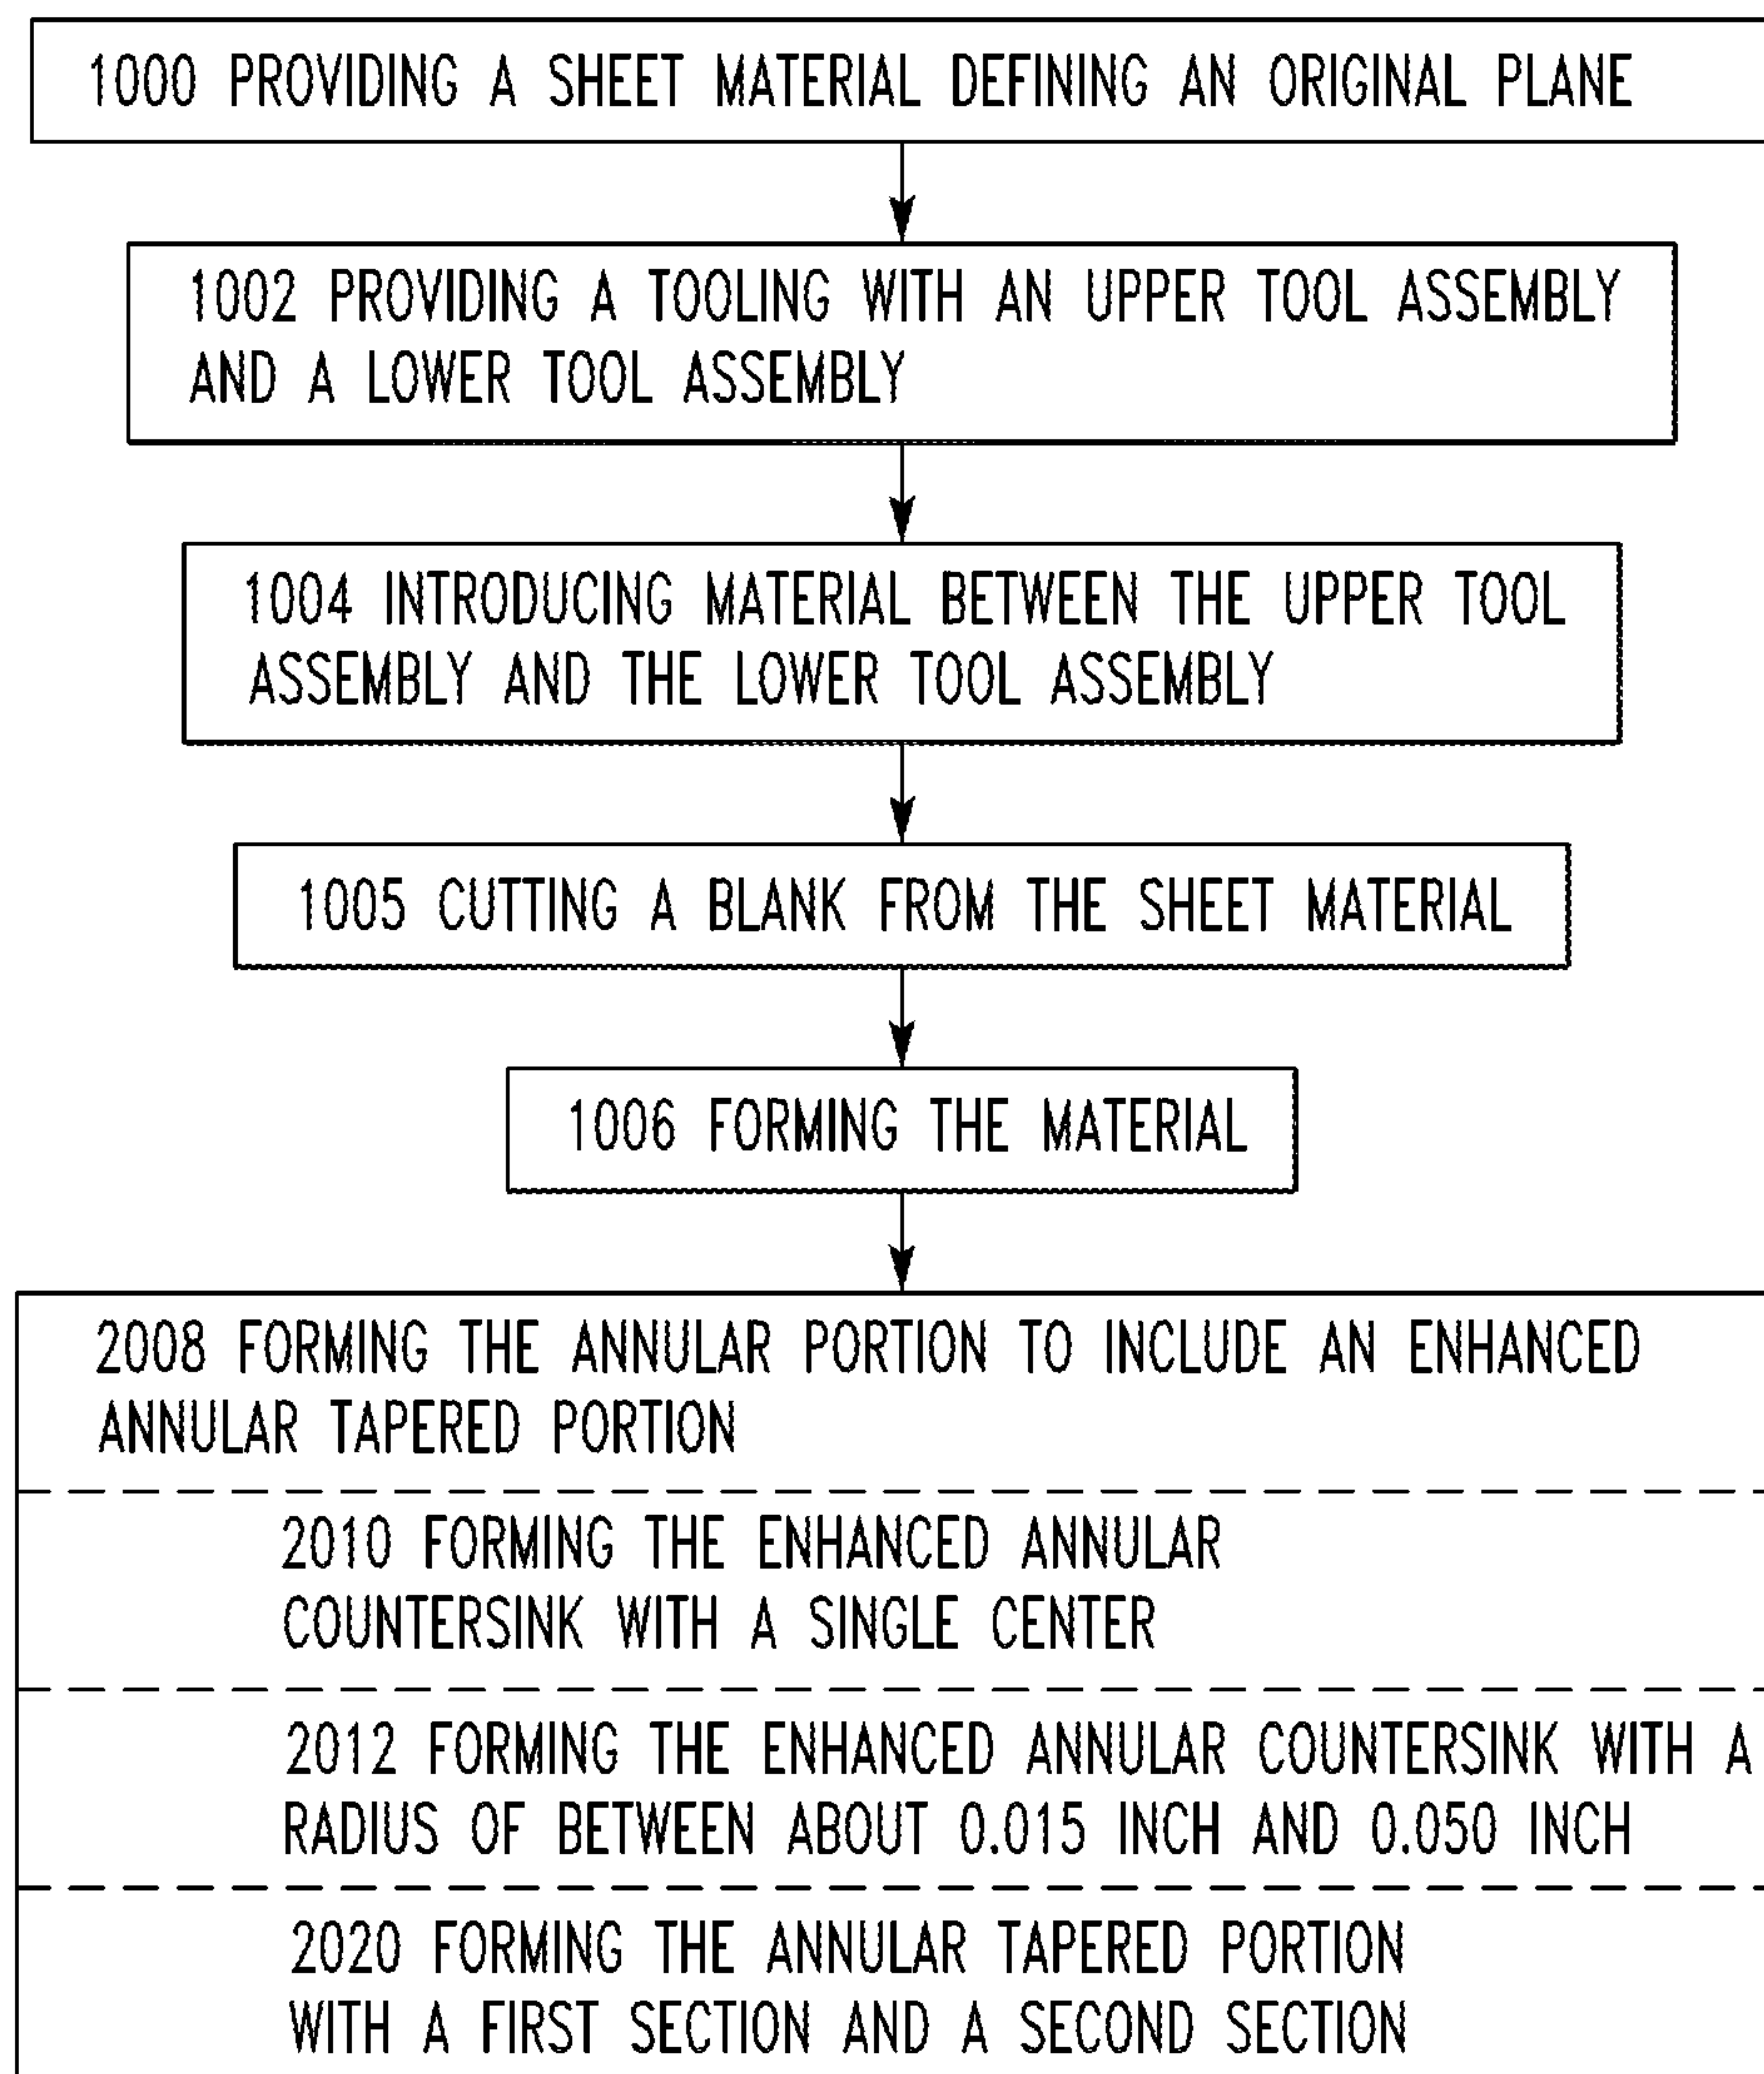 1000 PROVIDING A SHEET MATERIAL DEFINING AN ORIGINAL PLANE
1002 PROVIDING A TOOLING WITH AN UPPER TOOL ASSEMBLY
AND A LOWER TOOL ASSEMBLY
1004 INTRODUCING MATERIAL BETWEEN THE UPPER TOOL
ASSEMBLY AND THE LOWER TOOL ASSEMBLY
1005 CUTTING A BLANK FROM THE SHEET MATERIAL
1006 FORMING THE MATERIAL
2008 FORMING THE ANNULAR PORTION TO INCLUDE AN ENHANCED
ANNULAR TAPERED PORTION
2010 FORMING THE ENHANCED ANNULAR
COUNTERSINK WITH A SINGLE CENTER
2012 FORMING THE ENHANCED ANNULAR COUNTERSINK WITH A
RADIUS OF BETWEEN ABOUT 0.015 INCH AND 0.050 INCH
2020 FORMING THE ANNULAR TAPERED PORTION
WITH A FIRST SECTION AND A SECOND SECTION